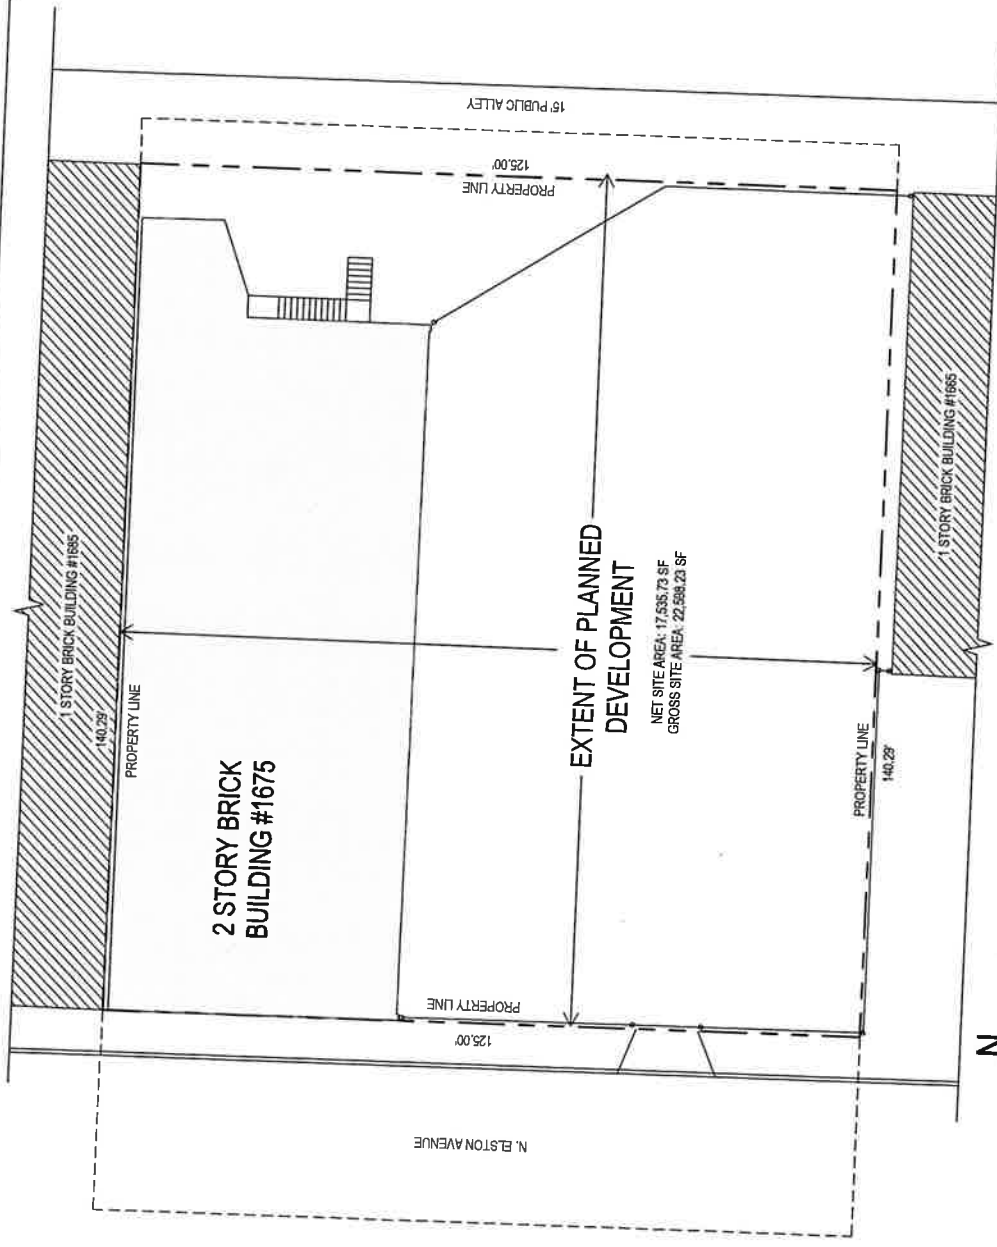 15' PUBLIC ALLEY
125.00'
PROPERTY LINE
1 STORY BRICK BUILDING #1685
140.29'
PROPERTY LINE
2 STORY BRICK
BUILDING #1675
EXTENT OF PLANNED
DEVELOPMENT
NET SITE AREA: 17,535.73 SF
GROSS SITE AREA: 22,598.23 SF
1 STORY BRICK BUILDING #1665
PROPERTY LINE
140.29'
PROPERTY LINE
125.00'
N. ELSTON AVENUE
N